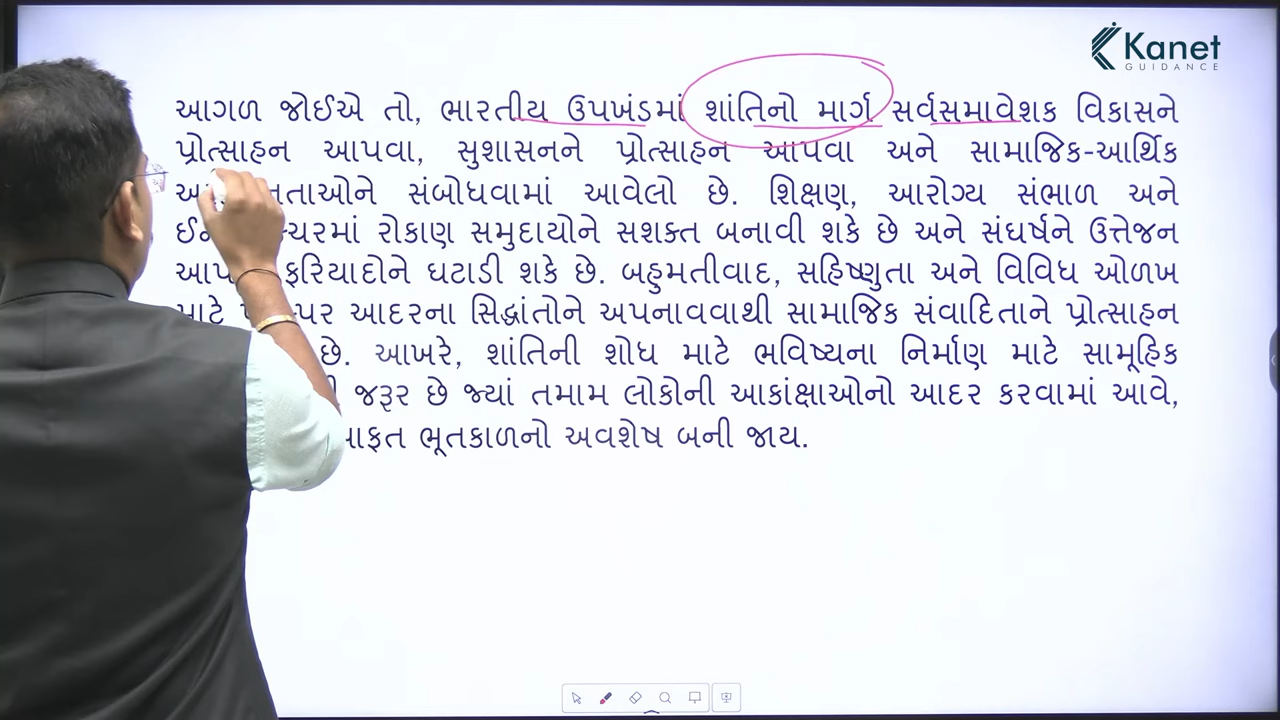 Kanet
GUIDANCE
આગળ જોઈએ તો, ભારતીય ઉપખંડમાં શાંતિનો માર્ગ સર્વસમાવેશક વિકાસને
પ્રોત્સાહન આપવા, સુશાસનને પ્રોત્સાહન આપવા અને સામાજિક-આર્થિક
સંબોધવામાં આવેલો છે. શિક્ષણ, આરોગ્ય સંભાળ અને
રોકાણ સમુદાયોને સશક્ત બનાવી શકે છે અને સંઘર્ષને ઉત્તેજન
ફરિયાદોને ઘટાડી શકે છે. બહુમતીવાદ, સહિષ્ણુતા અને વિવિધ ઓળખ
માટે આદરના સિદ્ધાંતોને અપનાવવાથી સામાજિક સંવાદિતાને પ્રોત્સાહન
છે. આખરે, શાંતિની શોધ માટે ભવિષ્યના નિર્માણ માટે સામૂહિક
જરૂર છે જ્યાં તમામ લોકોની આકાંક્ષાઓનો આદર કરવામાં આવે,
ભૂતકાળનો અવશેષ બની જાય.